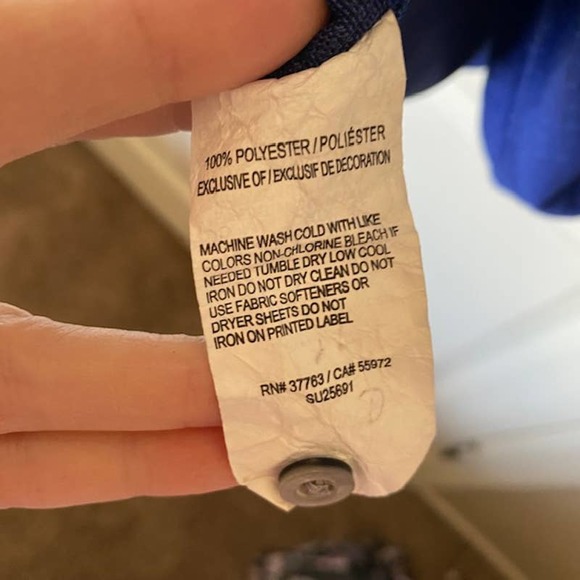 100% POLYESTER / POLIÉSTER
EXCLUSIVE OF / EXCLUSIF DE DECORATION
MACHINE WASH COLD WITH LIKE
COLORS NON-CHLORINE BLEACH IF
NEEDED TUMBLE DRY LOW COOL
IRON DO NOT DRY CLEAN DO NOT
USE FABRIC SOFTENERS OR
DRYER SHEETS DO NOT
IRON ON PRINTED LABEL
RN# 37763 / CA# 55972
SU25691